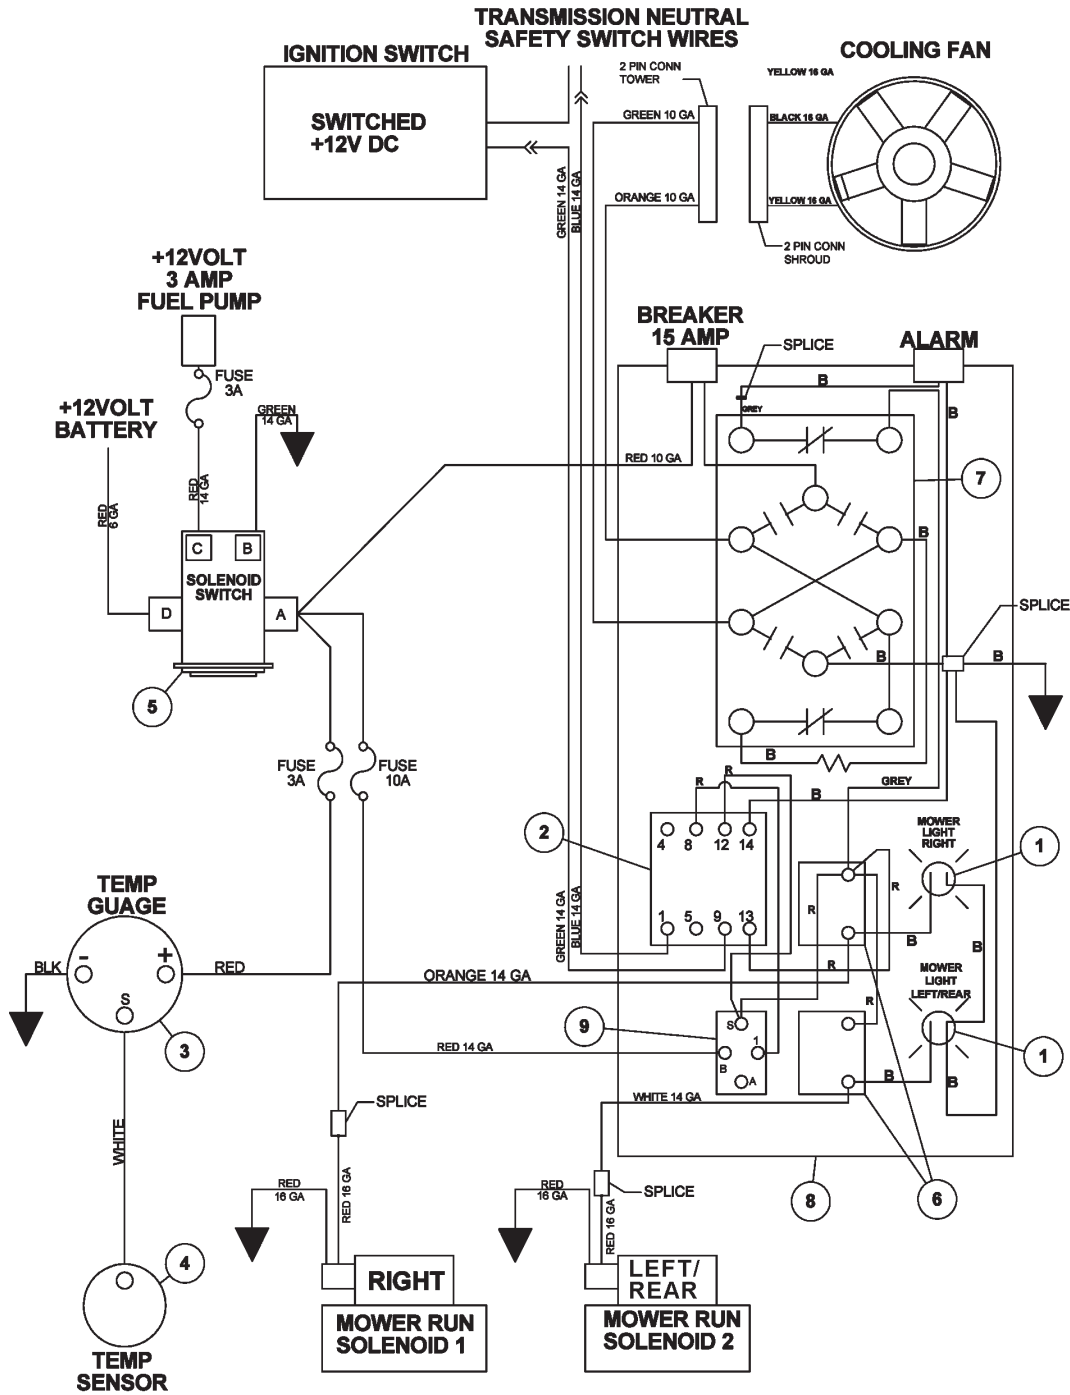 TRANSMISSION NEUTRAL
SAFETY SWITCH WIRES
IGNITION SWITCH
SWITCHED
+12V DC
2 PIN CONN
TOWER
YELLOW 16 GA
COOLING FAN
GREEN 10 GA
BLACK 16 GA
ORANGE 10 GA
YELLOW 16 GA
GREEN 14 GA
BLUE 14 GA
2 PIN CONN
SHROUD
+12VOLT
3 AMP
FUEL PUMP
BREAKER
15 AMP
SPLICE
ALARM
FUSE
3A
B
GREY
B
+12VOLT
BATTERY
GREEN
14 GA
RED 10 GA
7
RED
14 GA
RED
6 GA
B
C
B
SOLENOID
SWITCH
D
A
SPLICE
B
B
5
B
FUSE
3A
FUSE
10A
R
R
GREY
B
2
4
8
12
14
MOWER
LIGHT
RIGHT
1
TEMP
GUAGE
1
5
9
13
R
R
GREEN 14 GA
BLUE 14 GA
B
B
BLK
-
+
RED
S
ORANGE 14 GA
R
MOWER
LIGHT
LEFT/REAR
R
9
S
1
B
A
3
RED 14 GA
1
B
B
WHITE 14 GA
SPLICE
WHITE
RED
16 GA
RED 16 GA
RED
16 GA
SPLICE
RED 16 GA
8
6
4
RIGHT
MOWER RUN
SOLENOID 1
LEFT/
REAR
MOWER RUN
SOLENOID 2
TEMP
SENSOR